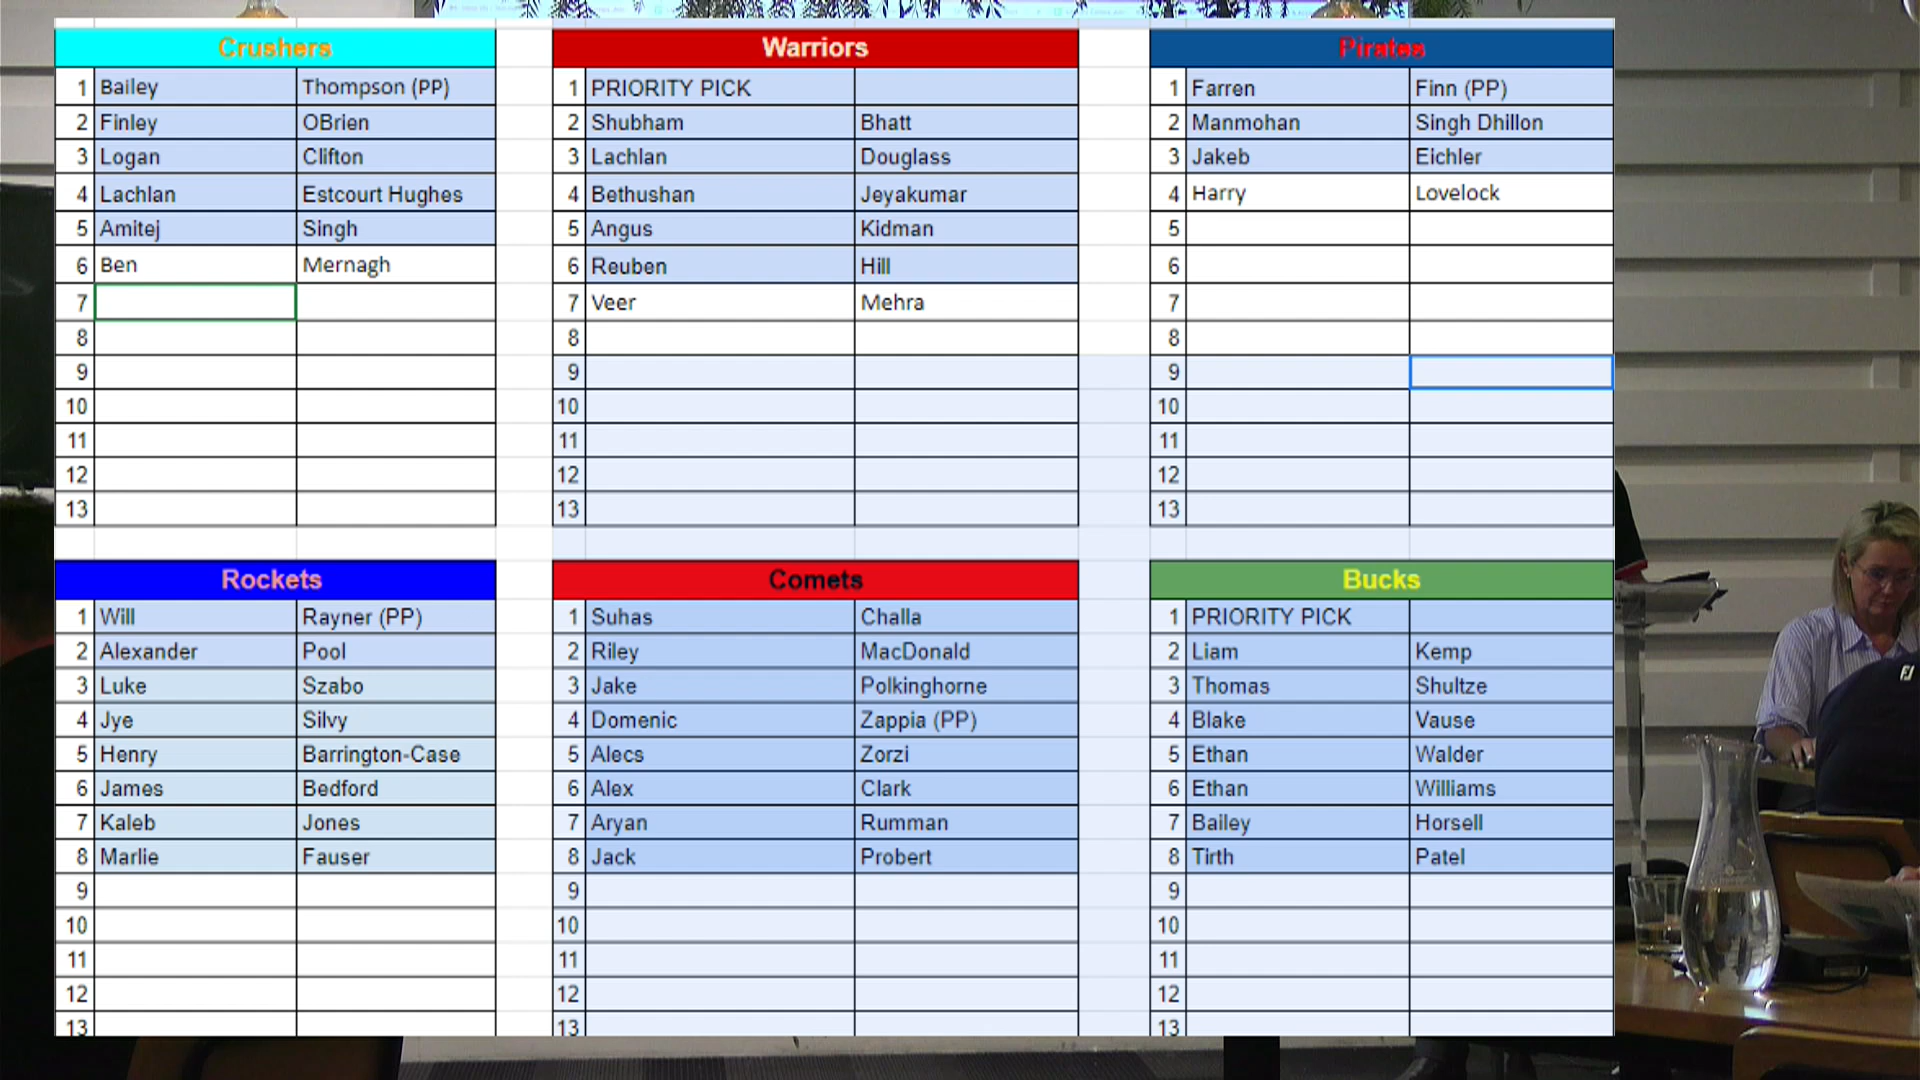 Crushers
1 Bailey Thompson (PP)
2 Finley OBrien
3 Logan Clifton
4 Lachlan Estcourt Hughes
5 Amitej Singh
6 Ben Mernagh
7
8
9
10
11
12
13
Warriors
1 PRIORITY PICK
2 Shubham Bhatt
3 Lachlan Douglass
4 Bethushan Jeyakumar
5 Angus Kidman
6 Reuben Hill
7 Veer Mehra
8
9
10
11
12
13
Pirates
1 Farren Finn (PP)
2 Manmohan Singh Dhillon
3 Jakeb Eichler
4 Harry Lovelock
5
6
7
8
9
10
11
12
13
Rockets
1 Will Rayner (PP)
2 Alexander Pool
3 Luke Szabo
4 Jye Silvy
5 Henry Barrington-Case
6 James Bedford
7 Kaleb Jones
8 Marlie Fauser
9
10
11
12
13
Comets
1 Suhas Challa
2 Riley MacDonald
3 Jake Polkinghorne
4 Domenic Zappia (PP)
5 Alecs Zorzi
6 Alex Clark
7 Aryan Rumman
8 Jack Probert
9
10
11
12
13
Bucks
1 PRIORITY PICK
2 Liam Kemp
3 Thomas Shultze
4 Blake Vause
5 Ethan Walder
6 Ethan Williams
7 Bailey Horsell
8 Tirth Patel
9
10
11
12
13
FJ